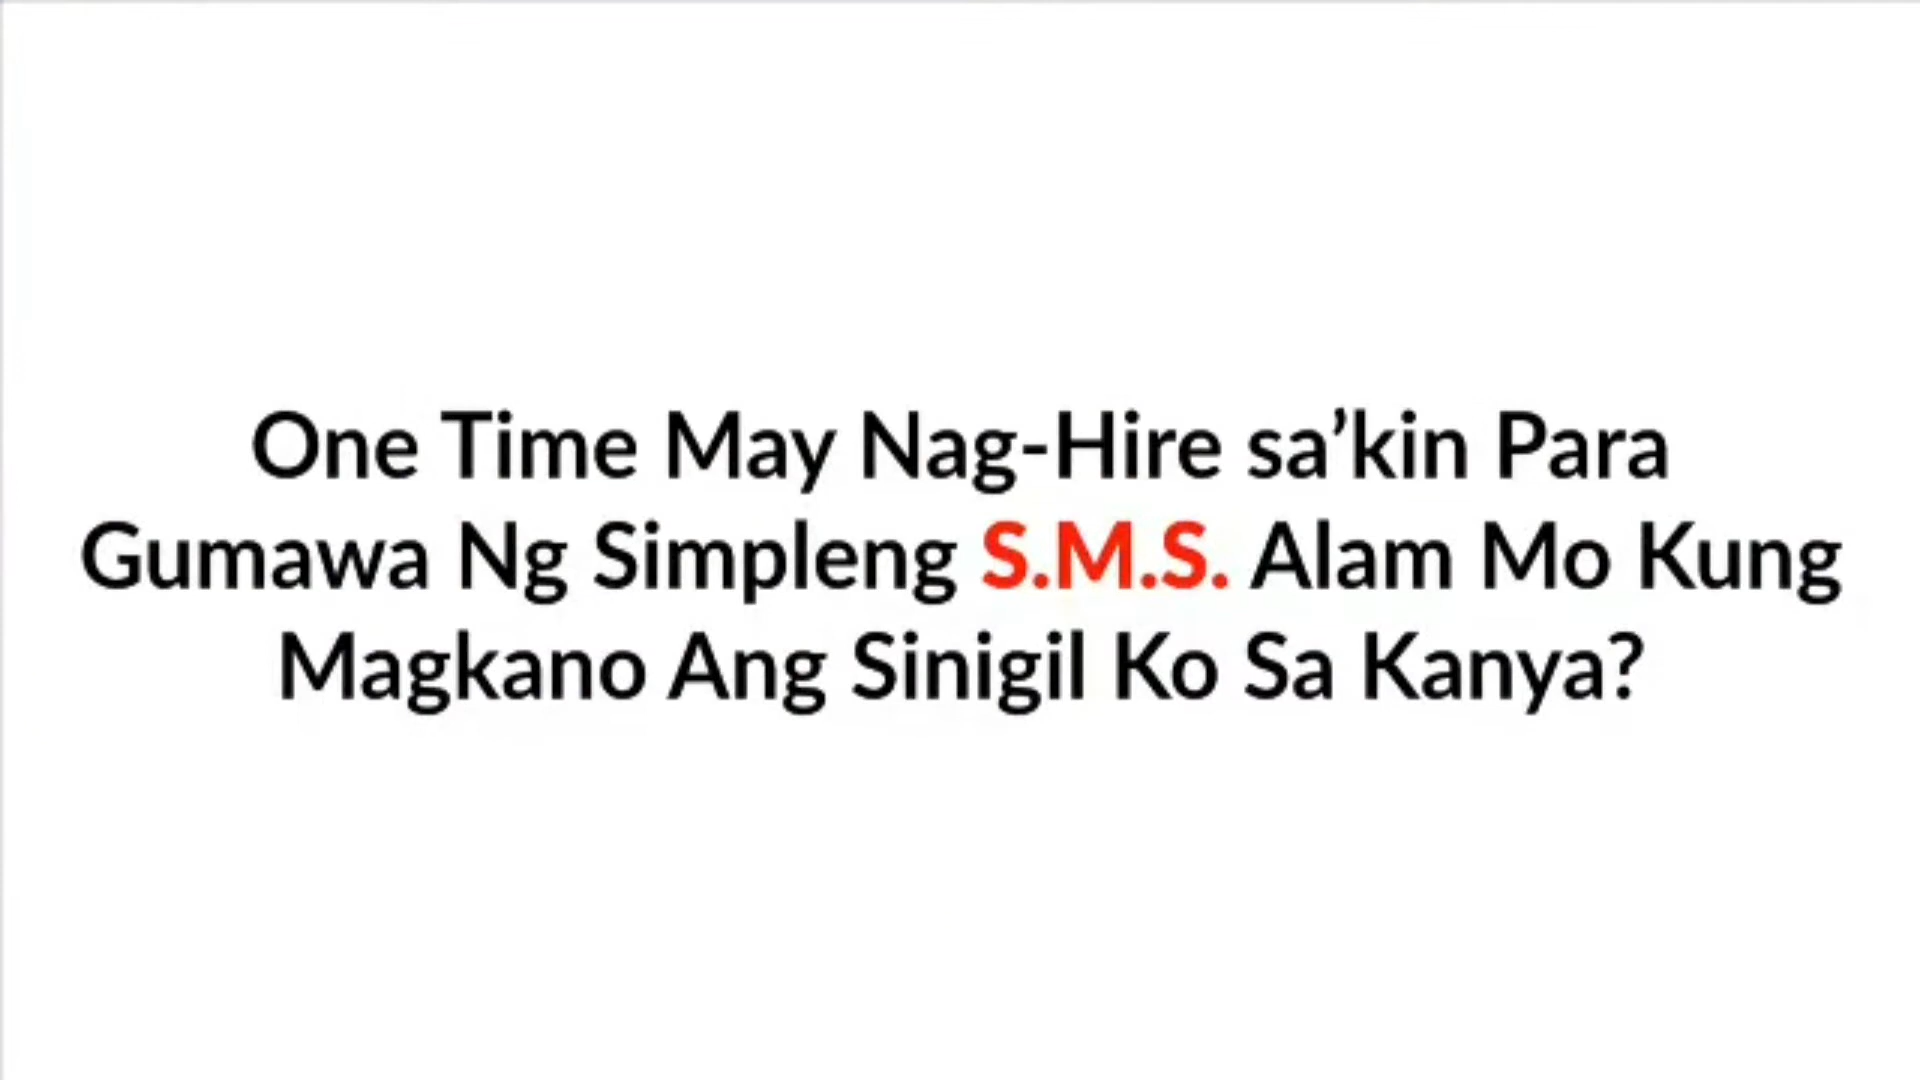 One Time May Nag-Hire sa’kin Para
Gumawa Ng Simpleng S.M.S. Alam Mo Kung
Magkano Ang Sinigil Ko Sa Kanya?